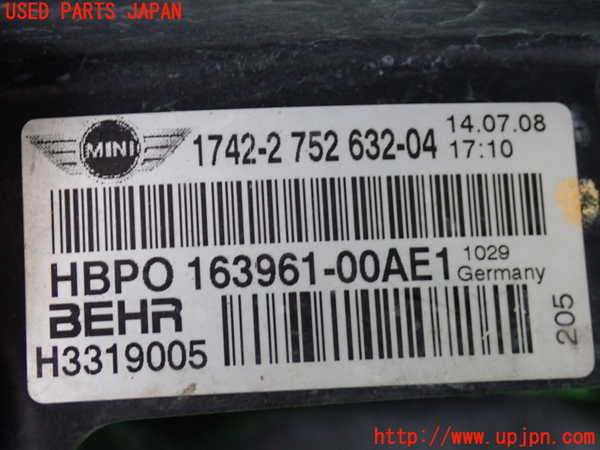 USED PARTS JAPAN
MINI 1742-2 752 632-04 14.07.08
17:10
HBPO 163961-00AE1 1029
Germany
BEHR
H3319005
205
http://www.upjpn.com/